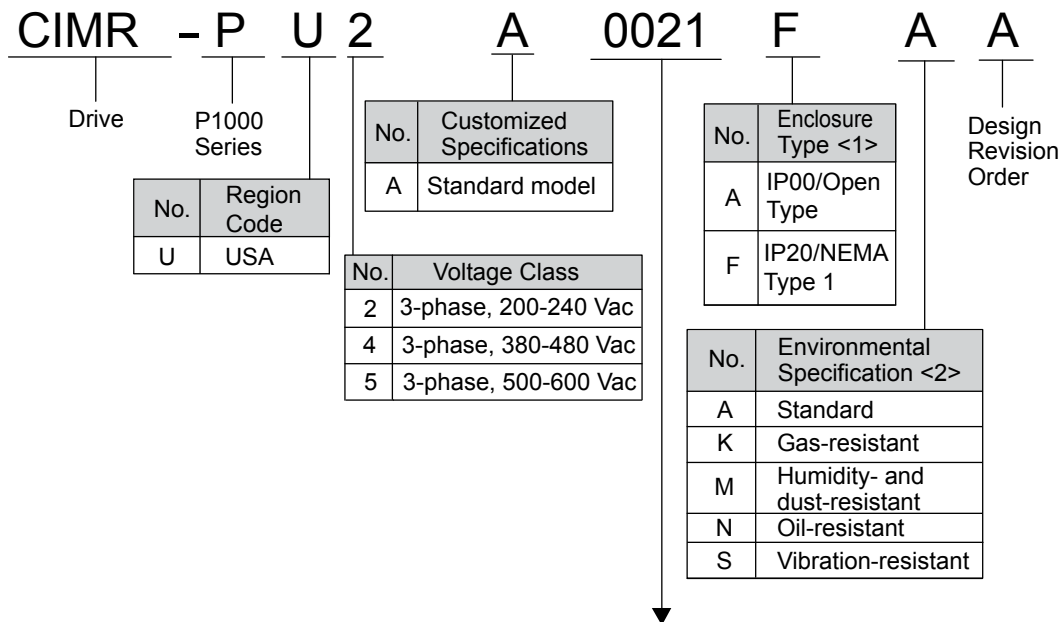 CIMR - P U 2 A 0021 F A A
Drive
P1000
Series
No. Region
Code
U USA
No. Customized
Specifications
A Standard model
No. Voltage Class
2 3-phase, 200-240 Vac
4 3-phase, 380-480 Vac
5 3-phase, 500-600 Vac
No. Enclosure
Type <1>
A IP00/Open
Type
F IP20/NEMA
Type 1
No. Environmental
Specification <2>
A Standard
K Gas-resistant
M Humidity- and
dust-resistant
N Oil-resistant
S Vibration-resistant
Design
Revision
Order